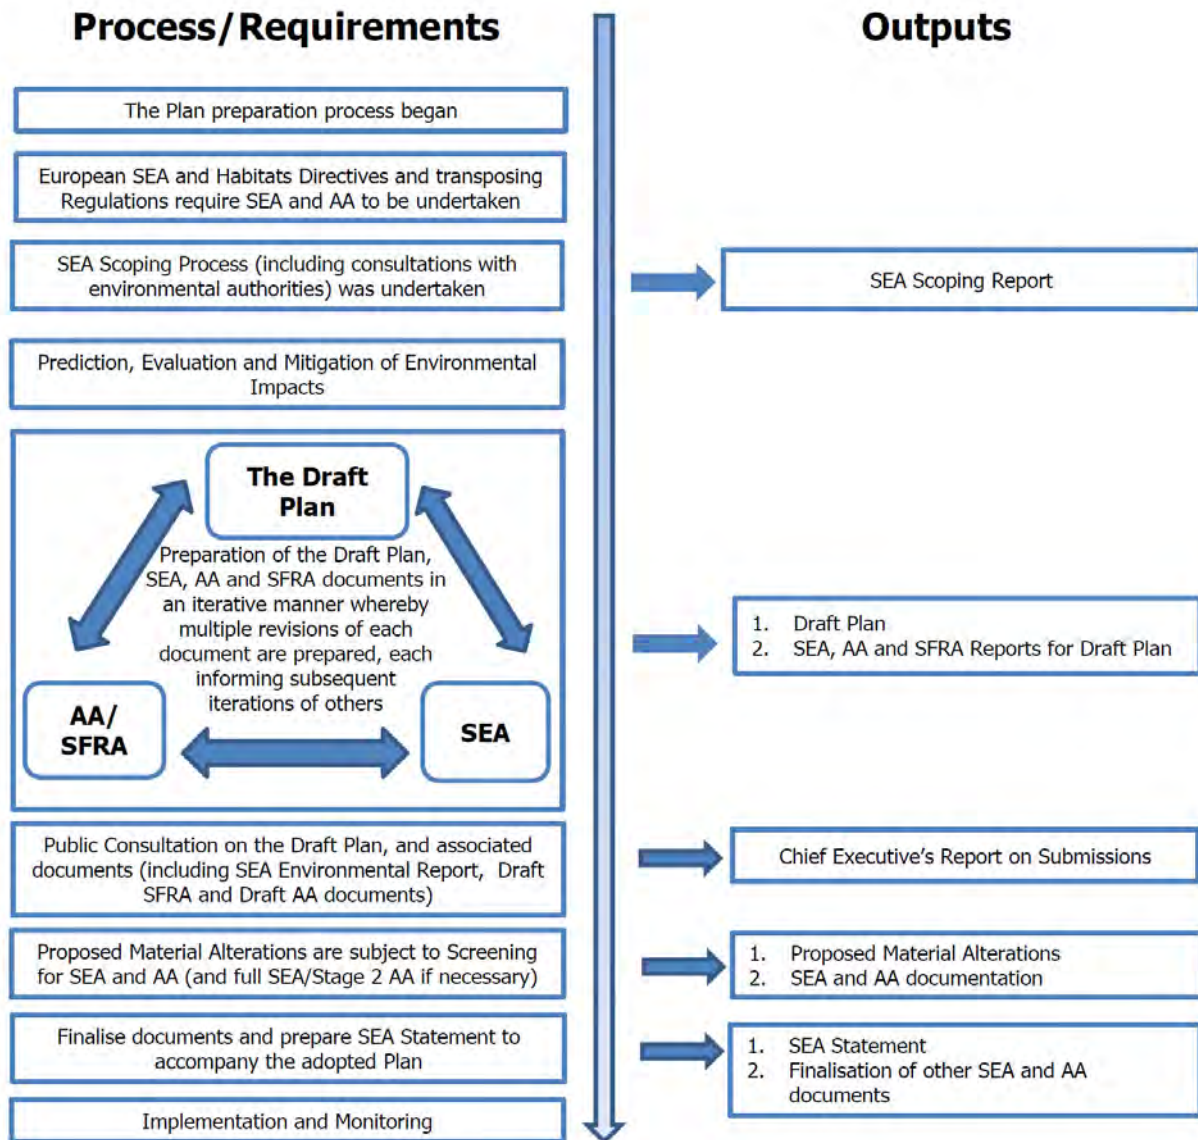 Process/Requirements
Outputs
The Plan preparation process began
European SEA and Habitats Directives and transposing
Regulations require SEA and AA to be undertaken
SEA Scoping Process (including consultations with
environmental authorities) was undertaken
SEA Scoping Report
Prediction, Evaluation and Mitigation of Environmental
Impacts
The Draft
Plan
Preparation of the Draft Plan,
SEA, AA and SFRA documents in
an iterative manner whereby
multiple revisions of each
document are prepared, each
informing subsequent
iterations of others
AA/
SFRA
SEA
1. Draft Plan
2. SEA, AA and SFRA Reports for Draft Plan
Public Consultation on the Draft Plan, and associated
documents (including SEA Environmental Report, Draft
SFRA and Draft AA documents)
Chief Executive's Report on Submissions
Proposed Material Alterations are subject to Screening
for SEA and AA (and full SEA/Stage 2 AA if necessary)
1. Proposed Material Alterations
2. SEA and AA documentation
Finalise documents and prepare SEA Statement to
accompany the adopted Plan
1. SEA Statement
2. Finalisation of other SEA and AA
documents
Implementation and Monitoring